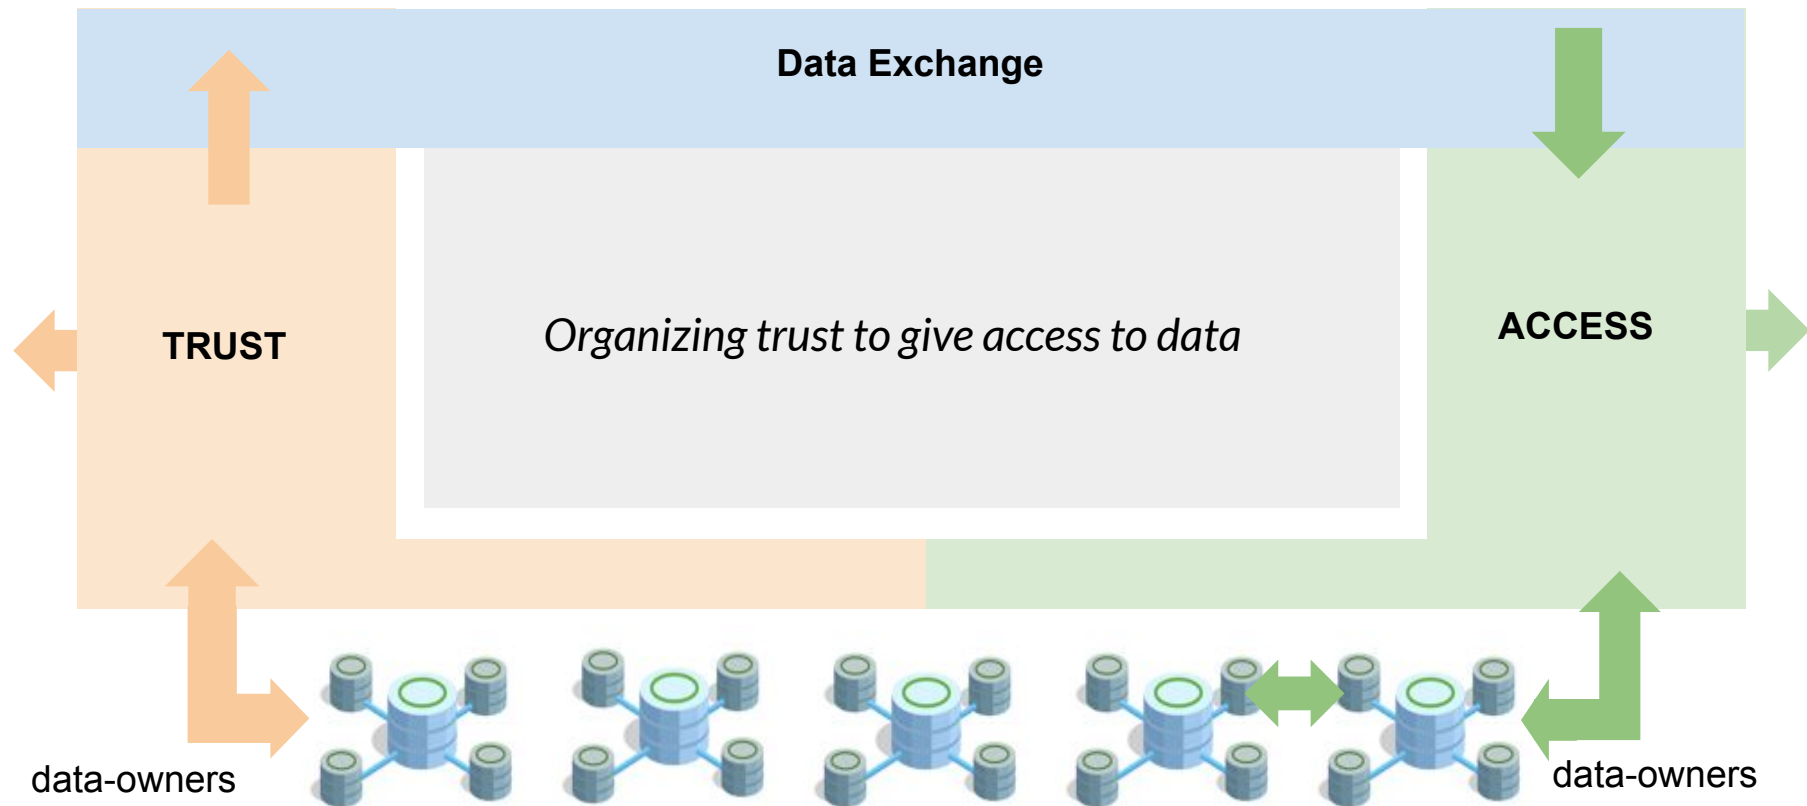 Data Exchange
TRUST
Organizing trust to give access to data
ACCESS
data-owners
data-owners